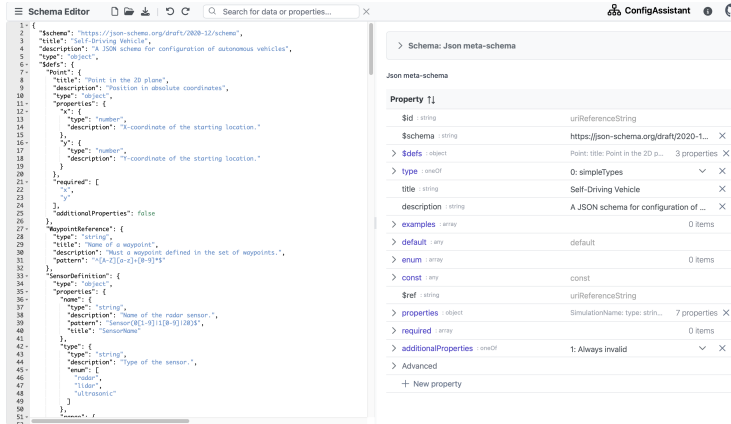 Schema Editor
Search for data or properties...
ConfigAssistant
1 {
2 "$schema": "https://json-schema.org/draft/2020-12/schema",
3 "title": "Self-Driving Vehicle",
4 "description": "A JSON schema for configuration of autonomous vehicles",
5 "type": "object",
6 "$defs": {
7 "Point": {
8 "title": "Point in the 2D plane",
9 "description": "Position in absolute coordinates",
10 "type": "object",
11 "properties": {
12 "x": {
13 "type": "number",
14 "description": "X-coordinate of the starting location."
15 },
16 "y": {
17 "type": "number",
18 "description": "Y-coordinate of the starting location."
19 }
20 },
21 "required": [
22 "x",
23 "y"
24 ],
25 "additionalProperties": false
26 },
27 "WaypointReference": {
28 "type": "string",
29 "title": "Name of a waypoint",
30 "description": "Must a waypoint defined in the set of waypoints.",
31 "pattern": "^[A-Z][a-z]+[0-9]*$"
32 },
33 "SensorDefinition": {
34 "type": "object",
35 "properties": {
36 "name": {
37 "type": "string",
38 "description": "Name of the radar sensor.",
39 "pattern": "Sensor(0[1-9]|1[0-9]|20)$",
40 "title": "SensorName"
41 },
42 "type": {
43 "type": "string",
44 "description": "Type of the sensor.",
45 "enum": [
46 "radar",
47 "lidar",
48 "ultrasonic"
49 ]
50 },
51 "range": {
Schema: Json meta-schema
Json meta-schema
Property
$id : string uriReferenceString
$schema : string https://json-schema.org/draft/2020-1...
$defs : object Point: title: Point in the 2D p... 3 properties
type : oneOf 0: simpleTypes
title : string Self-Driving Vehicle
description : string A JSON schema for configuration of ...
examples : array 0 items
default : any default
enum : array 0 items
const : any const
$ref : string uriReferenceString
properties : object SimulationName: type: strin... 7 properties
required : array 0 items
additionalProperties : oneOf 1: Always invalid
Advanced
+ New property